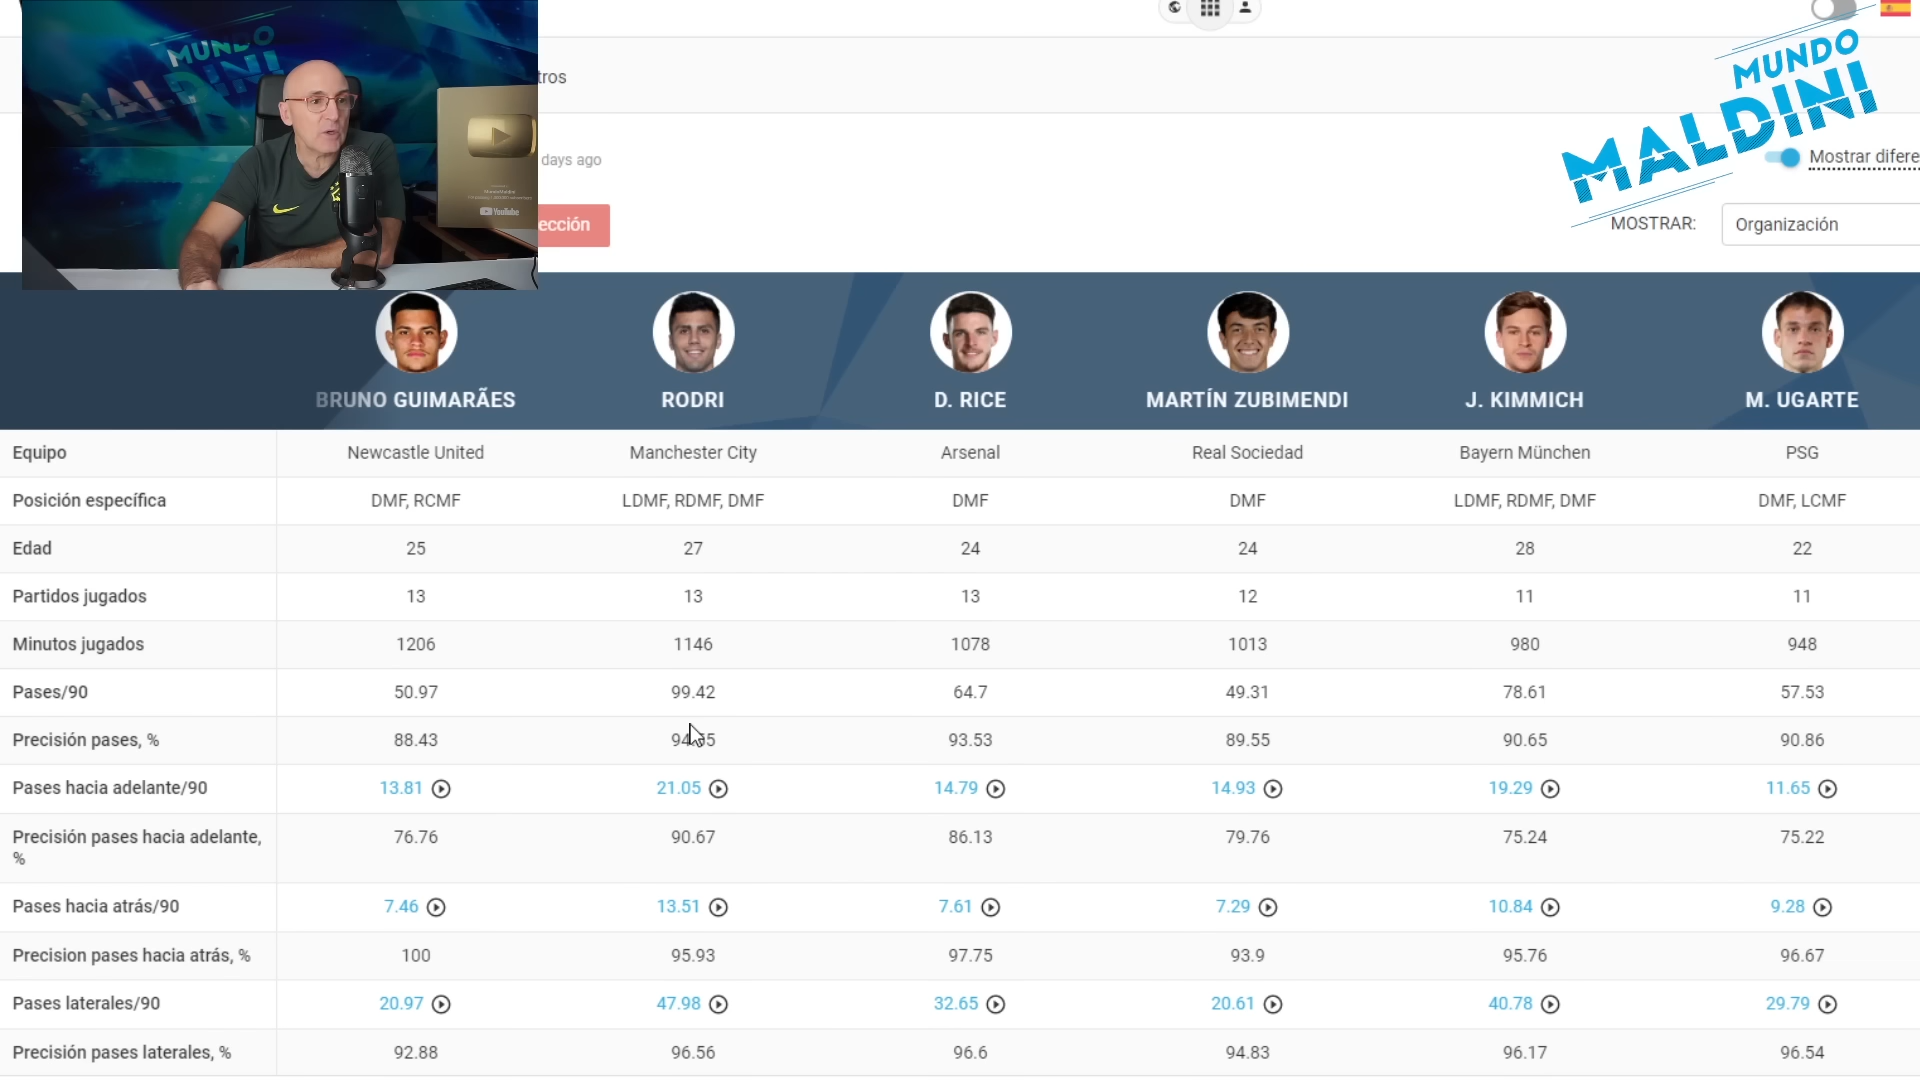 MUNDO
MALDINI
MUNDO
MALDINI
YouTube
tros
days ago
Mostrar difere
ección
MOSTRAR:
Organización
BRUNO GUIMARÃES RODRI D. RICE MARTÍN ZUBIMENDI J. KIMMICH M. UGARTE
Equipo Newcastle United Manchester City Arsenal Real Sociedad Bayern München PSG
Posición específica DMF, RCMF LDMF, RDMF, DMF DMF DMF LDMF, RDMF, DMF DMF, LCMF
Edad 25 27 24 24 28 22
Partidos jugados 13 13 13 12 11 11
Minutos jugados 1206 1146 1078 1013 980 948
Pases/90 50.97 99.42 64.7 49.31 78.61 57.53
Precisión pases, % 88.43 93.53 89.55 90.65 90.86
Pases hacia adelante/90 13.81 21.05 14.79 14.93 19.29 11.65
Precisión pases hacia adelante, 76.76 90.67 86.13 79.76 75.24 75.22
%
Pases hacia atrás/90 7.46 13.51 7.61 7.29 10.84 9.28
Precision pases hacia atrás, % 100 95.93 97.75 93.9 95.76 96.67
Pases laterales/90 20.97 47.98 32.65 20.61 40.78 29.79
Precisión pases laterales, % 92.88 96.56 96.6 94.83 96.17 96.54